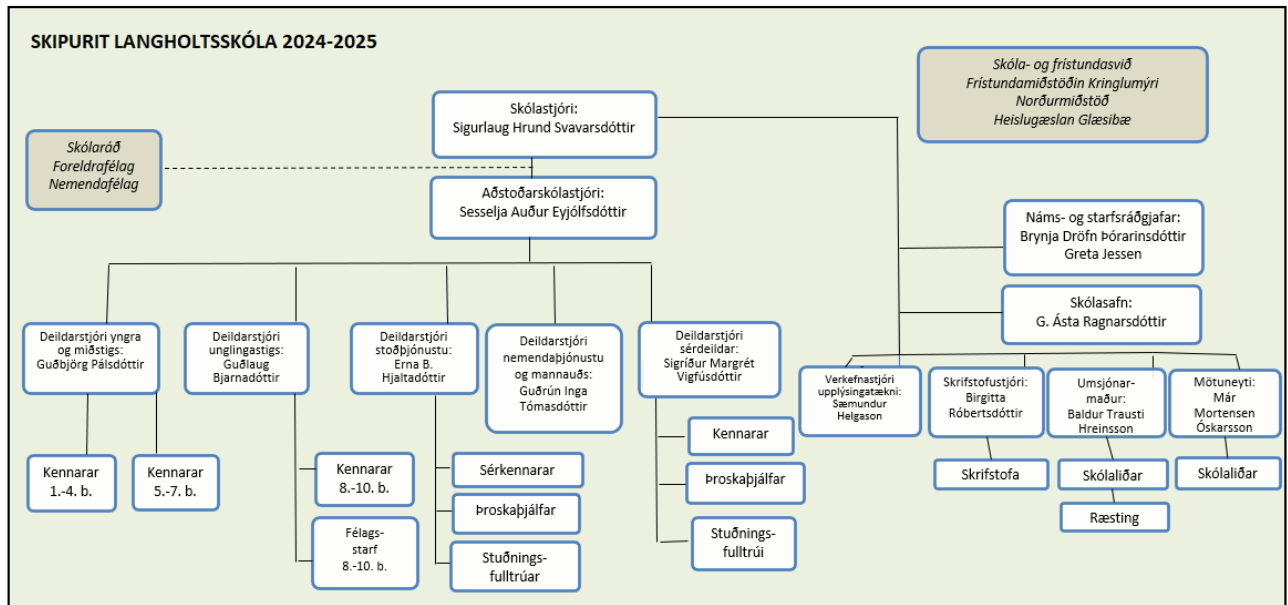 SKIPURIT LANGHOLTSSKÓLA 2024-2025
Skóla- og frístundasvið
Frístundamiðstöðin Kringlumýri
Norðurmiðstöð
Heislugæslan Glæsibæ
Skólastjóri:
Sigurlaug Hrund Svavarsdóttir
Skólaráð
Foreldrafélag
Nemendafélag
Aðstoðarskólastjóri:
Sesselja Auður Eyjólfsdóttir
Náms- og starfsráðgjafar:
Brynja Dröfn Þórarinsdóttir
Greta Jessen
Skólasafn:
G. Ásta Ragnarsdóttir
Deildarstjóri yngra
og miðstigs:
Guðbjörg Pálsdóttir
Deildarstjóri
unglingastigs:
Guðlaug
Bjarnadóttir
Deildarstjóri
stoðþjónustu:
Erna B.
Hjaltadóttir
Deildarstjóri
nemendaþjónustu
og mannauðs:
Guðrún Inga
Tómasdóttir
Deildarstjóri
sérdeildar:
Sigríður Margrét
Vigfúsdóttir
Verkefnastjóri
upplýsingatækni:
Sæmundur
Helgason
Skrifstofustjóri:
Birgitta
Róbertsdóttir
Umsjónar-
maður:
Baldur Trausti
Hreinsson
Mötuneyti:
Már
Mortensen
Óskarsson
Kennarar
1.-4. b.
Kennarar
5.-7. b.
Kennarar
8.-10. b.
Félags-
starf
8.-10. b.
Sérkennarar
Þroskaþjálfar
Stuðnings-
fulltrúar
Kennarar
Þroskaþjálfar
Stuðnings-
fulltrúi
Skrifstofa
Skólaliðar
Ræsting
Skólaliðar